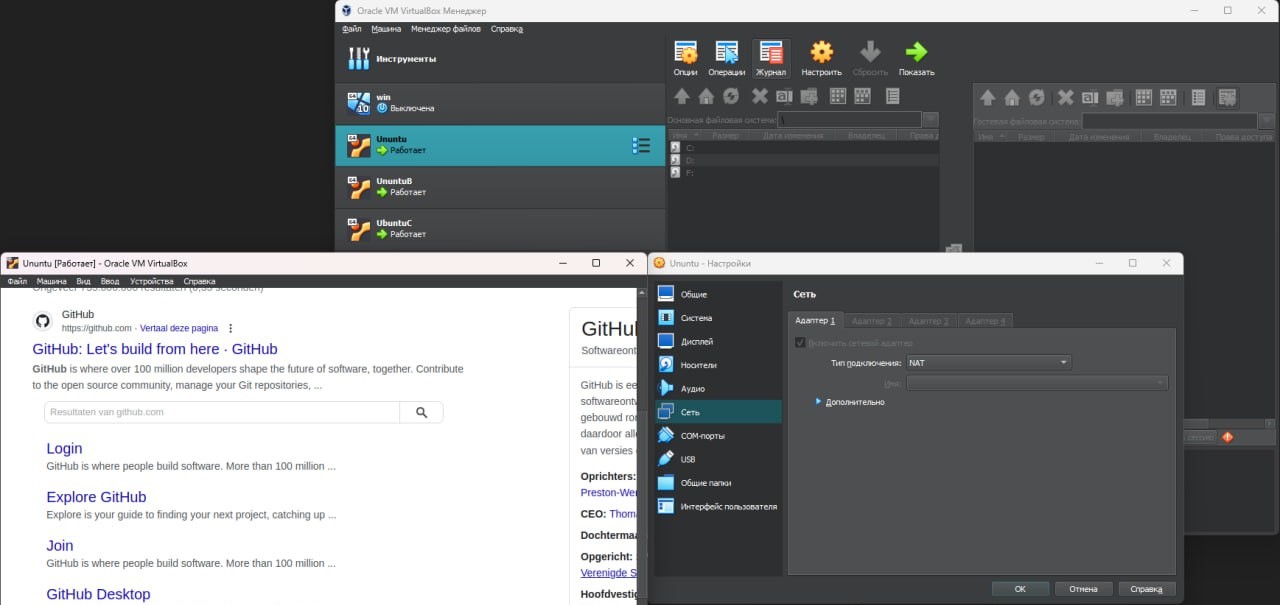 Oracle VM VirtualBox Менеджер
Файл Машина Менеджер файлов Справка
Инструменты
Опции Операции Журнал Настроить Сбросить Показать
win
Выключена
Ununtu
Работает
UnuntuB
Работает
UbuntuC
Работает
Основная файловая система: \
Имя Размер Дата изменения Владелец Права д
C:
D:
F:
Гостевая файловая система:
Имя Размер Дата изменения Владелец Права доступа
Ununtu [Работает] - Oracle VM VirtualBox
Файл Машина Вид Ввод Устройства Справка
GitHub
https://github.com · Vertaal deze pagina
GitHub: Let's build from here · GitHub
GitHub is where over 100 million developers shape the future of software, together. Contribute
to the open source community, manage your Git repositories, ...
Resultaten van github.com
Login
GitHub is where people build software. More than 100 million ...
Explore GitHub
Explore is your guide to finding your next project, catching up ...
Join
GitHub is where people build software. More than 100 million ...
GitHub Desktop
GitHu
Softwareont
GitHub is ee
softwareontw
gebouwd ron
daardoor alle
van versies
Oprichters:
Preston-Wer
CEO: Thoma
Dochtermaa
Opgericht:
Verenigde S
Hoofdvestig
Ununtu - Настройки
Общие
Система
Дисплей
Носители
Аудио
Сеть
COM-порты
USB
Общие папки
Интерфейс пользователя
Сеть
Адаптер 1 Адаптер 2 Адаптер 3 Адаптер 4
Включить сетевой адаптер
Тип подключения: NAT
Имя:
Дополнительно
OK Отмена Справка